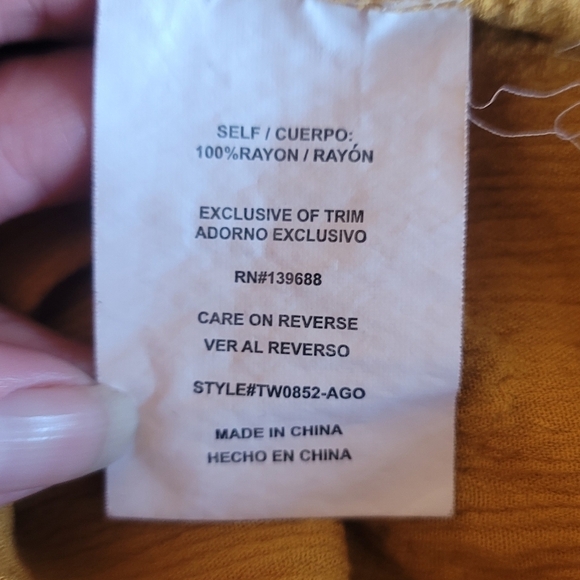 SELF / CUERPO:
100%RAYON / RAYÓN
EXCLUSIVE OF TRIM
ADORNO EXCLUSIVO
RN#139688
CARE ON REVERSE
VER AL REVERSO
STYLE#TW0852-AGO
MADE IN CHINA
HECHO EN CHINA